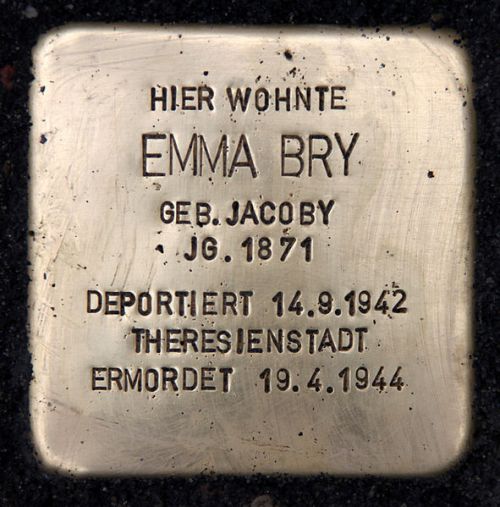 HIER WOHNTE
EMMA BRY
GEB. JACOBY
JG. 1871
DEPORTIERT 14.9.1942
THERESIENSTADT
ERMORDET 19.4.1944